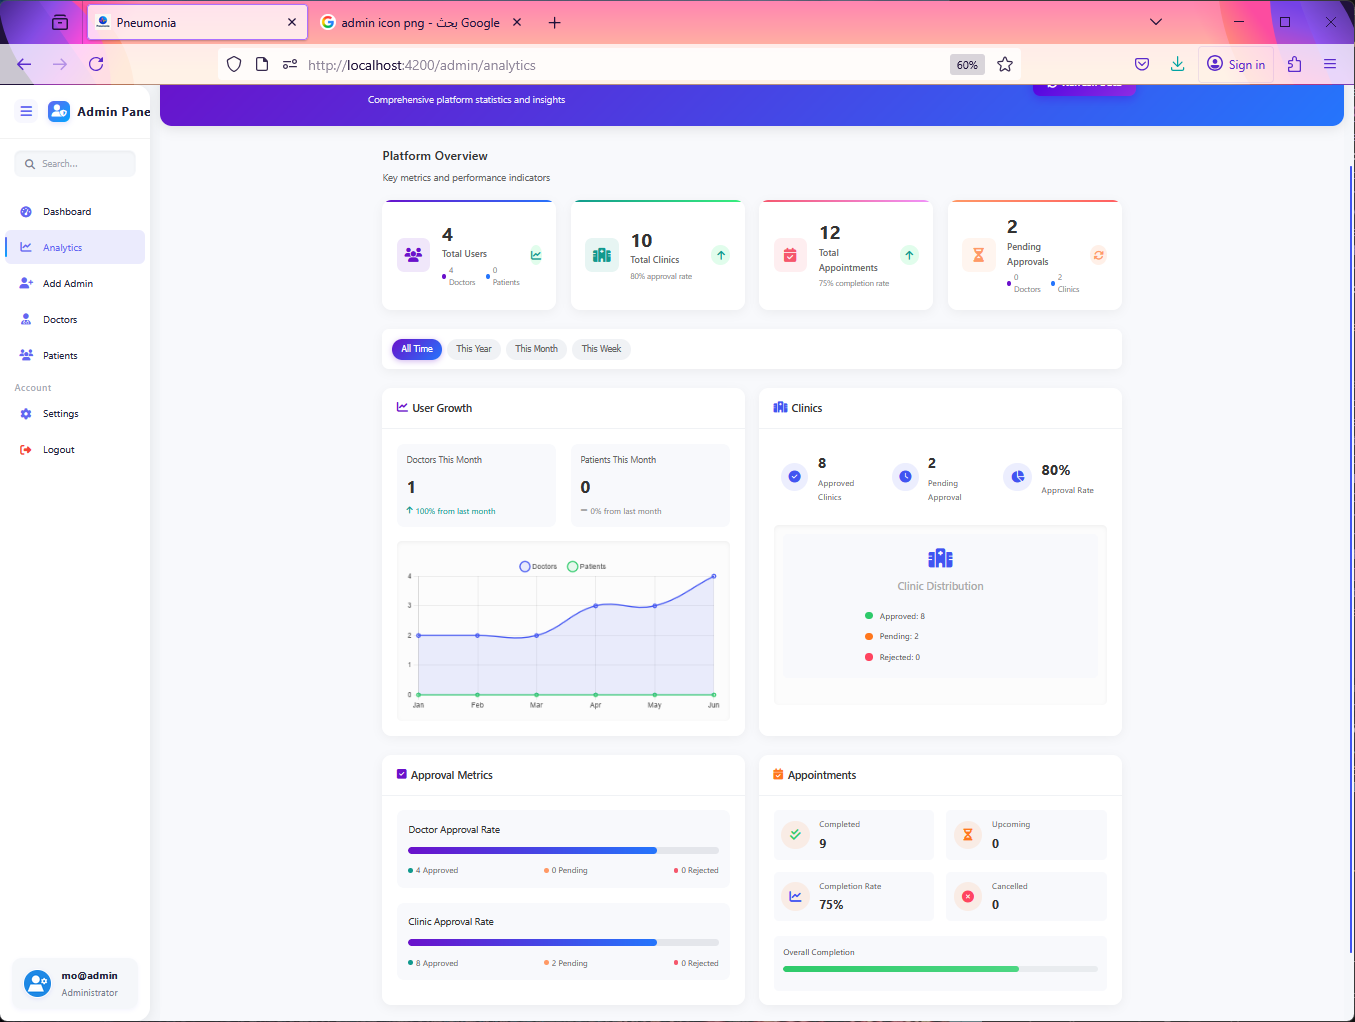 Pneumonia
admin icon png - بحث Google
http://localhost:4200/admin/analytics
60%
Sign in
Admin Pane
Comprehensive platform statistics and insights
Search...
Dashboard
Analytics
Add Admin
Doctors
Patients
Account
Settings
Logout
mo@admin
Administrator
Platform Overview
Key metrics and performance indicators
4
Total Users
4
Doctors
0
Patients
10
Total Clinics
80% approval rate
12
Total
Appointments
75% completion rate
2
Pending
Approvals
0
Doctors
2
Clinics
All Time
This Year
This Month
This Week
User Growth
Doctors This Month
1
100% from last month
Patients This Month
0
0% from last month
Doctors
Patients
4
3
2
1
0
Jan
Feb
Mar
Apr
May
Jun
Clinics
8
Approved
Clinics
2
Pending
Approval
80%
Approval Rate
Clinic Distribution
Approved: 8
Pending: 2
Rejected: 0
Approval Metrics
Doctor Approval Rate
4 Approved
0 Pending
0 Rejected
Clinic Approval Rate
8 Approved
2 Pending
0 Rejected
Appointments
Completed
9
Upcoming
0
Completion Rate
75%
Cancelled
0
Overall Completion